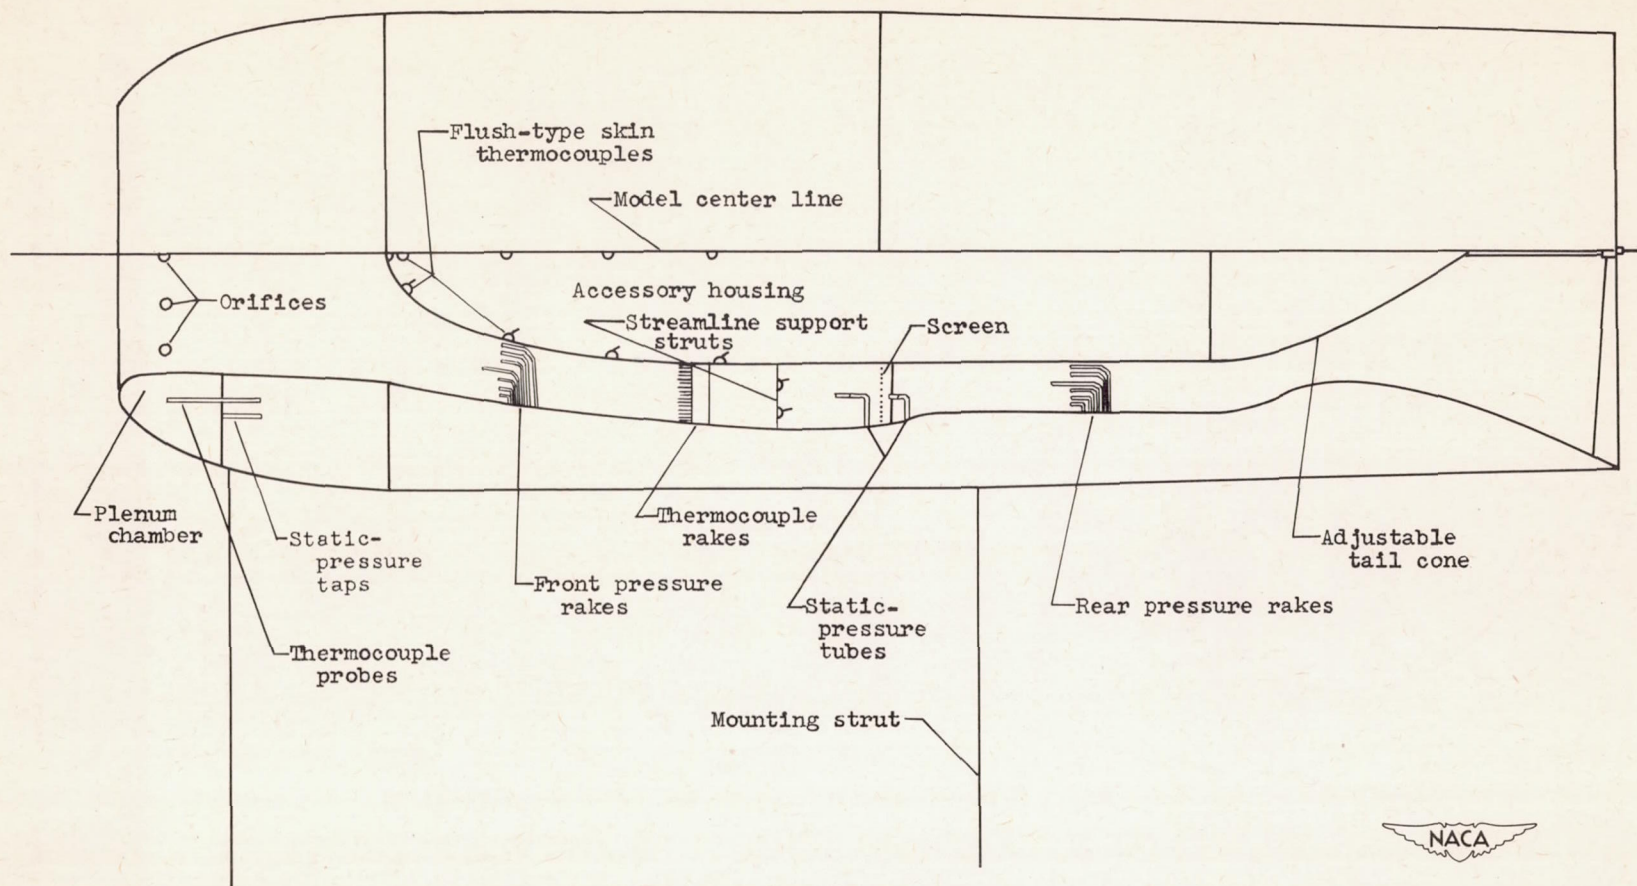 Flush-type skin
thermocouples
Model center line
Accessory housing
Orifices
Streamline support
struts
Screen
Plenum
chamber
Static-
pressure
taps
Thermocouple
probes
Front pressure
rakes
Thermocouple
rakes
Static-
pressure
tubes
Rear pressure rakes
Adjustable
tail cone
Mounting strut
NACA